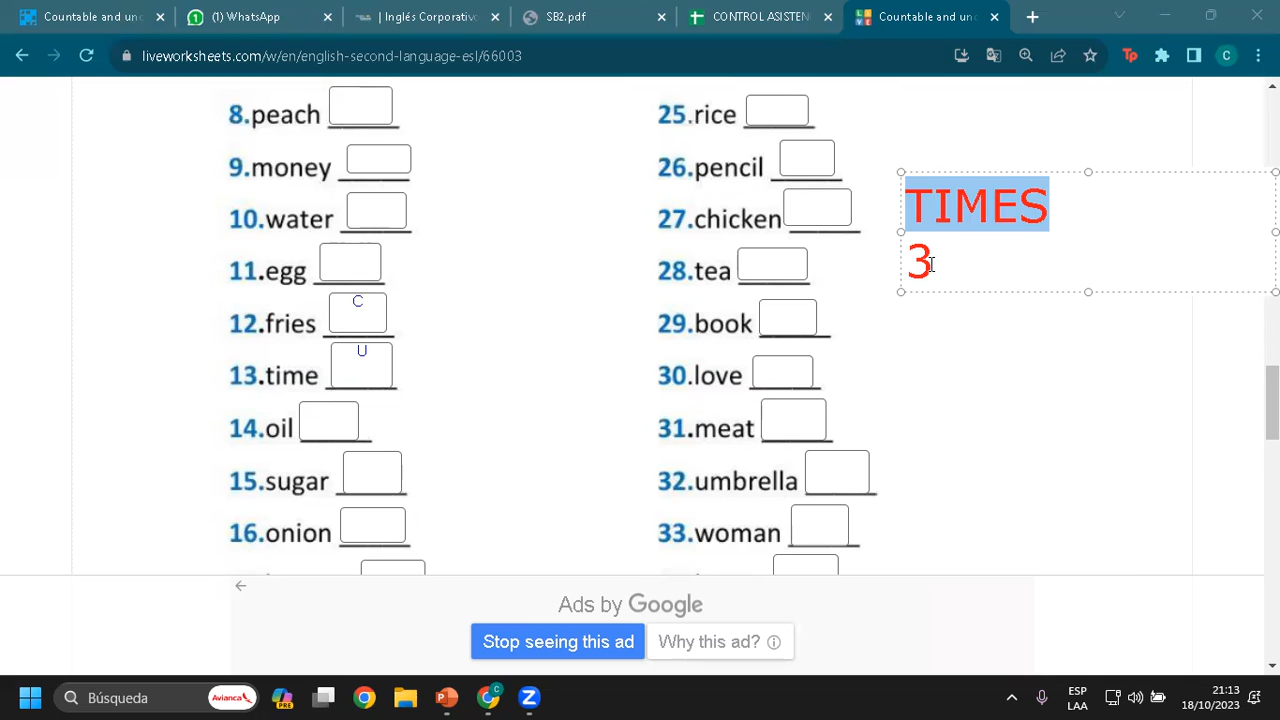 Countable and un
(1) WhatsApp
| Inglés Corporativo
SB2.pdf
CONTROL ASISTEN
Countable and unc
liveworksheets.com/w/en/english-second-language-esl/66003
8.peach
9.money
10.water
11.egg
12.fries C
13.time U
14.oil
15.sugar
16.onion
25.rice
26.pencil
27.chicken
28.tea
29.book
30.love
31.meat
32.umbrella
33.woman
TIMES
3
Ads by Google
Stop seeing this ad
Why this ad?
Búsqueda
Avianca
PRE
ESP
LAA
21:13
18/10/2023